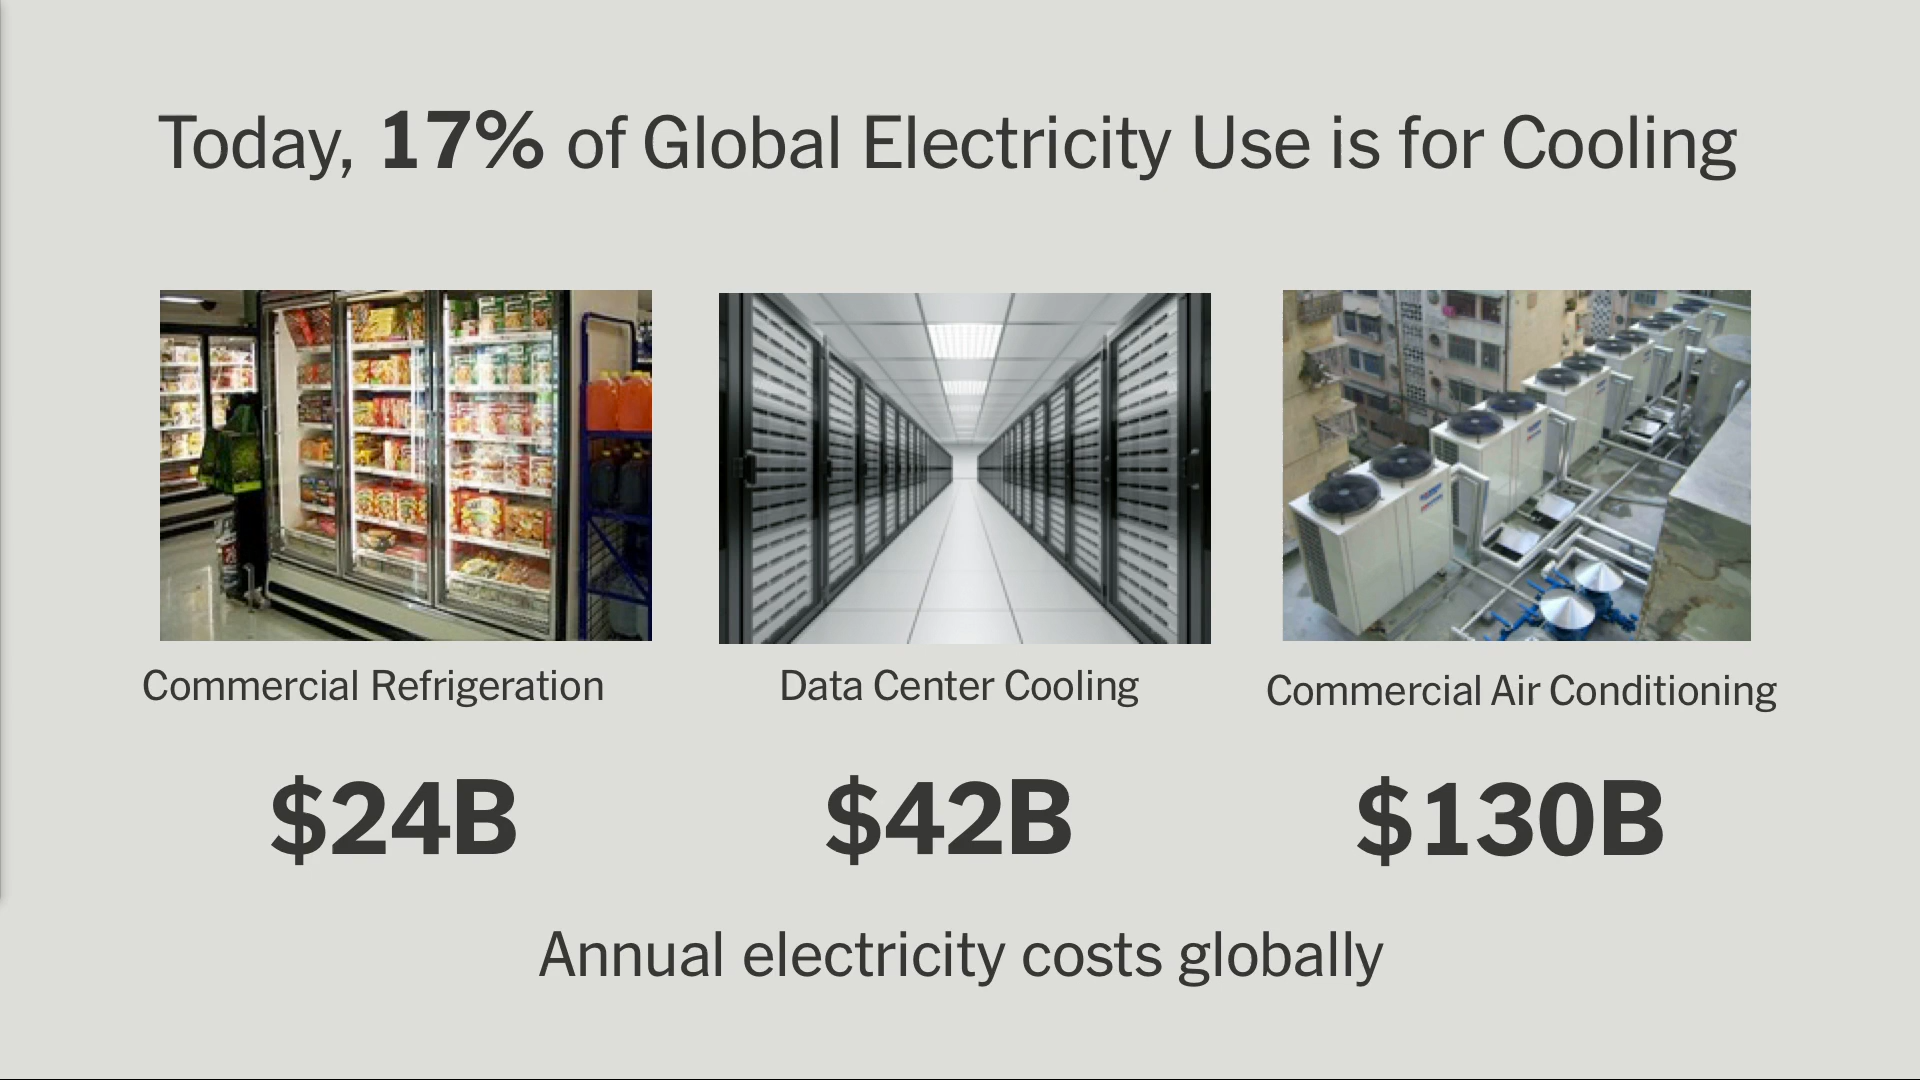 Today, 17% of Global Electricity Use is for Cooling
Commercial Refrigeration
Data Center Cooling
Commercial Air Conditioning
$24B
$42B
$130B
Annual electricity costs globally